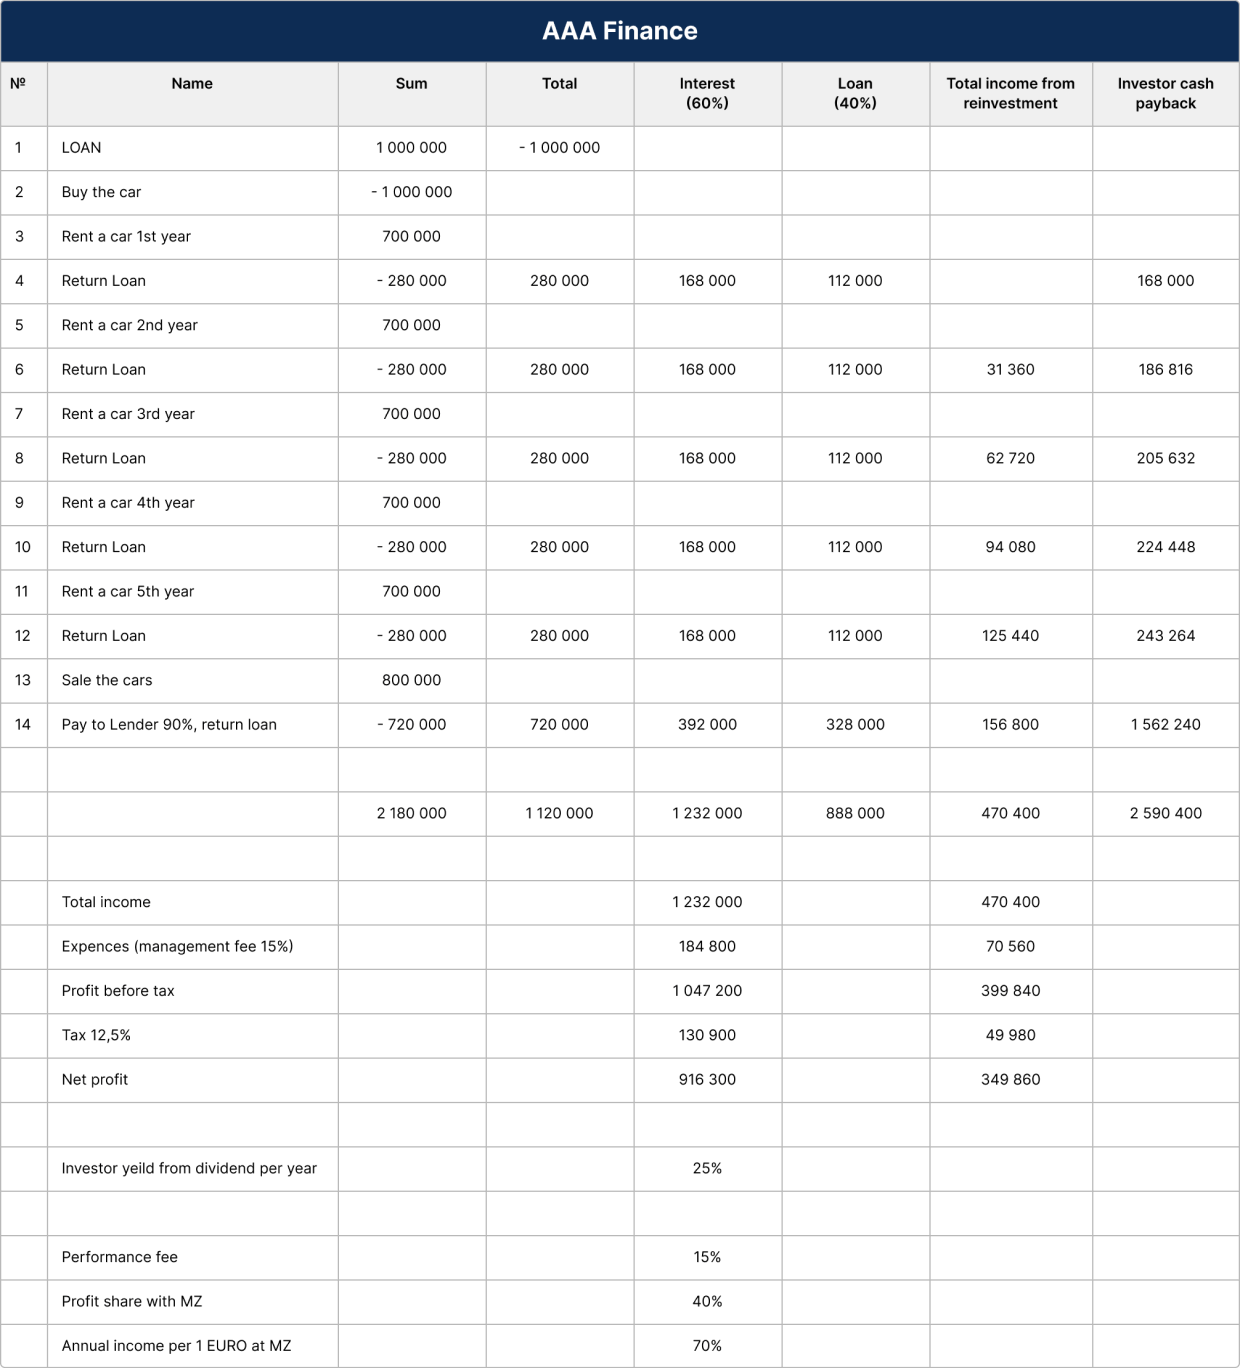 AAA Finance
№ Name Sum Total Interest (60%) Loan (40%) Total income from reinvestment Investor cash payback
1 LOAN 1 000 000 - 1 000 000
2 Buy the car - 1 000 000
3 Rent a car 1st year 700 000
4 Return Loan - 280 000 280 000 168 000 112 000 168 000
5 Rent a car 2nd year 700 000
6 Return Loan - 280 000 280 000 168 000 112 000 31 360 186 816
7 Rent a car 3rd year 700 000
8 Return Loan - 280 000 280 000 168 000 112 000 62 720 205 632
9 Rent a car 4th year 700 000
10 Return Loan - 280 000 280 000 168 000 112 000 94 080 224 448
11 Rent a car 5th year 700 000
12 Return Loan - 280 000 280 000 168 000 112 000 125 440 243 264
13 Sale the cars 800 000
14 Pay to Lender 90%, return loan - 720 000 720 000 392 000 328 000 156 800 1 562 240
2 180 000 1 120 000 1 232 000 888 000 470 400 2 590 400
Total income 1 232 000 470 400
Expences (management fee 15%) 184 800 70 560
Profit before tax 1 047 200 399 840
Tax 12,5% 130 900 49 980
Net profit 916 300 349 860
Investor yeild from dividend per year 25%
Performance fee 15%
Profit share with MZ 40%
Annual income per 1 EURO at MZ 70%